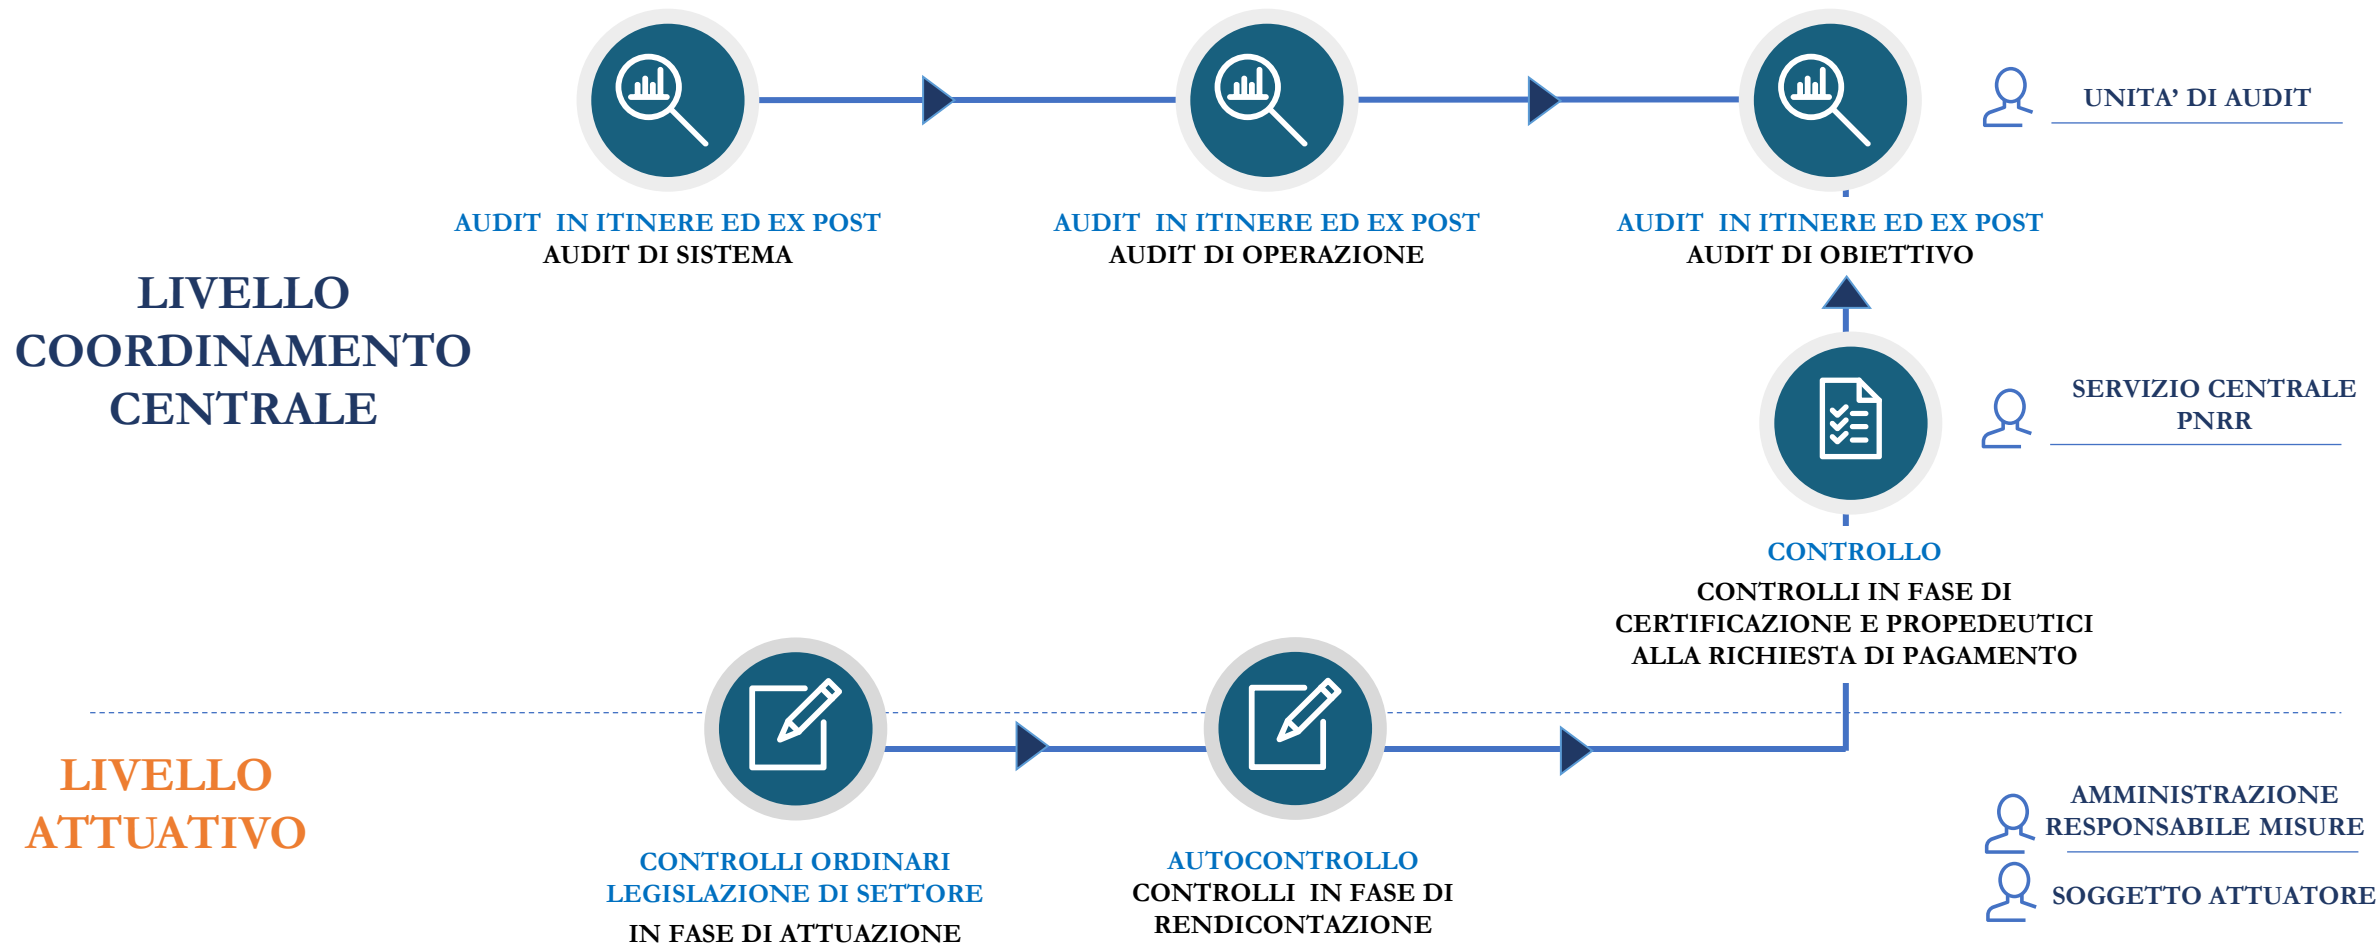 UNITA’ DI AUDIT
AUDIT IN ITINERE ED EX POST
AUDIT DI SISTEMA
AUDIT IN ITINERE ED EX POST
AUDIT DI OPERAZIONE
AUDIT IN ITINERE ED EX POST
AUDIT DI OBIETTIVO
LIVELLO
COORDINAMENTO
CENTRALE
SERVIZIO CENTRALE
PNRR
CONTROLLO
CONTROLLI IN FASE DI
CERTIFICAZIONE E PROPEDEUTICI
ALLA RICHIESTA DI PAGAMENTO
LIVELLO
ATTUATIVO
CONTROLLI ORDINARI
LEGISLAZIONE DI SETTORE
IN FASE DI ATTUAZIONE
AUTOCONTROLLO
CONTROLLI IN FASE DI
RENDICONTAZIONE
AMMINISTRAZIONE
RESPONSABILE MISURE
SOGGETTO ATTUATORE